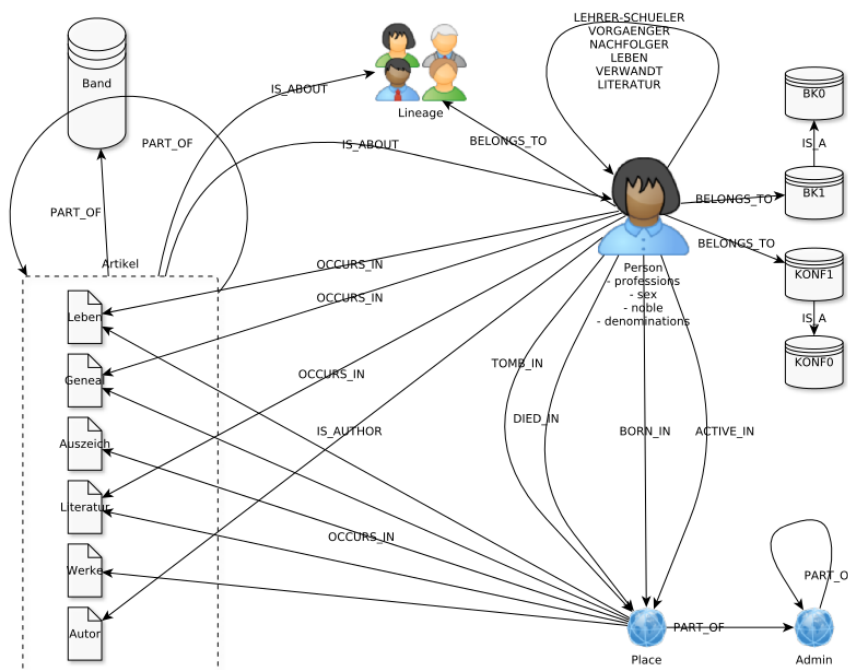 LEHRER-SCHUELER
VORGAENGER
NACHFOLGER
LEBEN
VERWANDT
LITERATUR
Band
IS_ABOUT
Lineage
BK0
PART_OF
IS_ABOUT
BELONGS_TO
IS_A
BELONGS_TO
BK1
PART_OF
BELONGS_TO
Artikel
OCCURS_IN
Person
- professions
- sex
- noble
- denominations
KONF1
OCCURS_IN
Leben
IS_A
KONF0
OCCURS_IN
TOMB_IN
Geneal
DIED_IN
IS_AUTHOR
BORN_IN
ACTIVE_IN
Auszeich
Literatur
OCCURS_IN
Werke
PART_O
Autor
PART_OF
Place
Admin